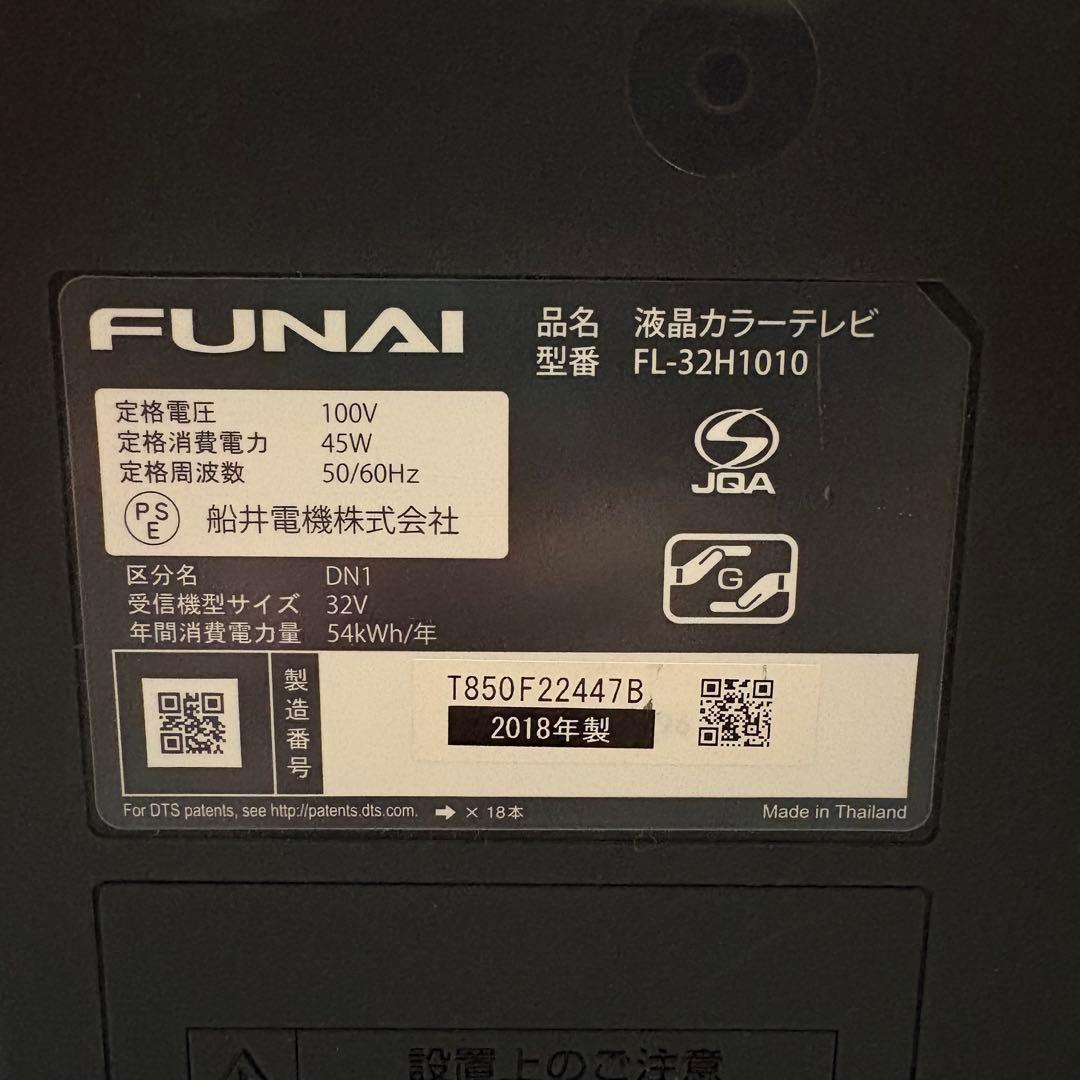 FUNAI
品名 液晶カラーテレビ
型番 FL-32H1010
定格電圧 100V
定格消費電力 45W
定格周波数 50/60Hz
PSE 船井電機株式会社
JQA
G
区分名 DN1
受信機型サイズ 32V
年間消費電力量 54kWh/年
製造番号
T850F22447B
2018年製
For DTS patents, see http://patents.dts.com. ➡ × 18本
Made in Thailand
設置上のご注意